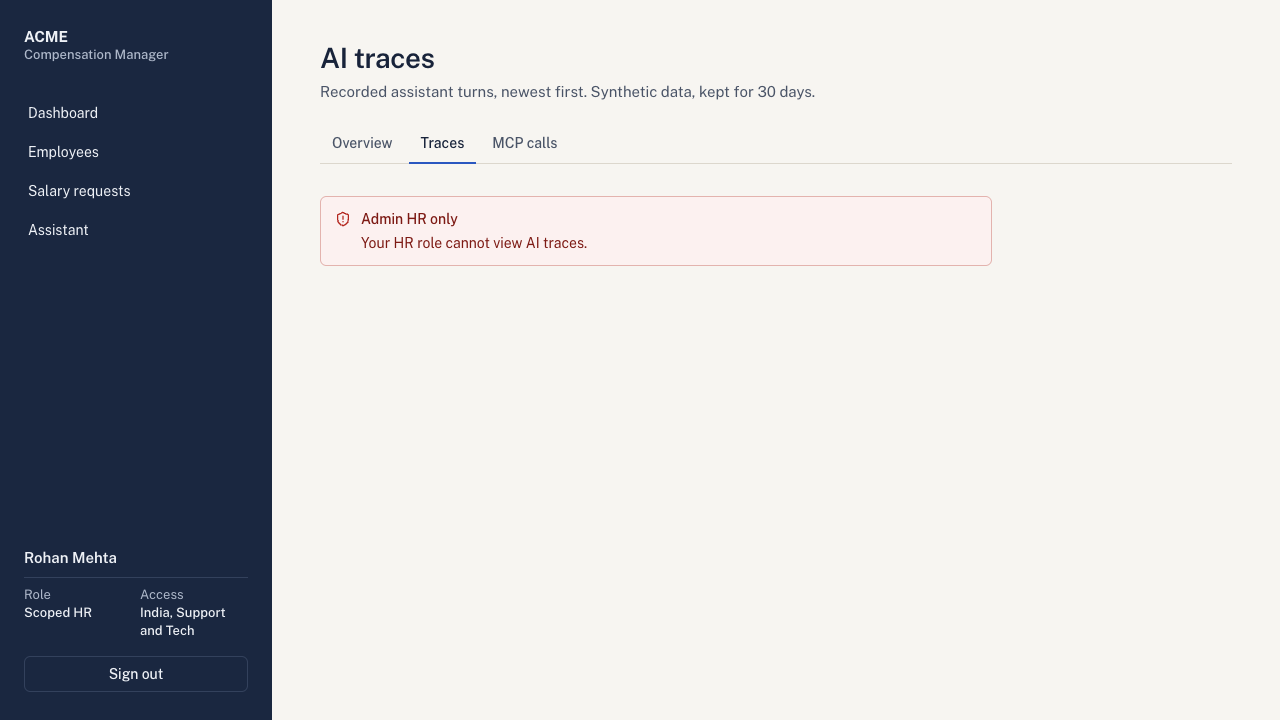 ACME
Compensation Manager
Dashboard
Employees
Salary requests
Assistant
Rohan Mehta
Role
Scoped HR
Access
India, Support
and Tech
Sign out
AI traces
Recorded assistant turns, newest first. Synthetic data, kept for 30 days.
Overview
Traces
MCP calls
Admin HR only
Your HR role cannot view AI traces.